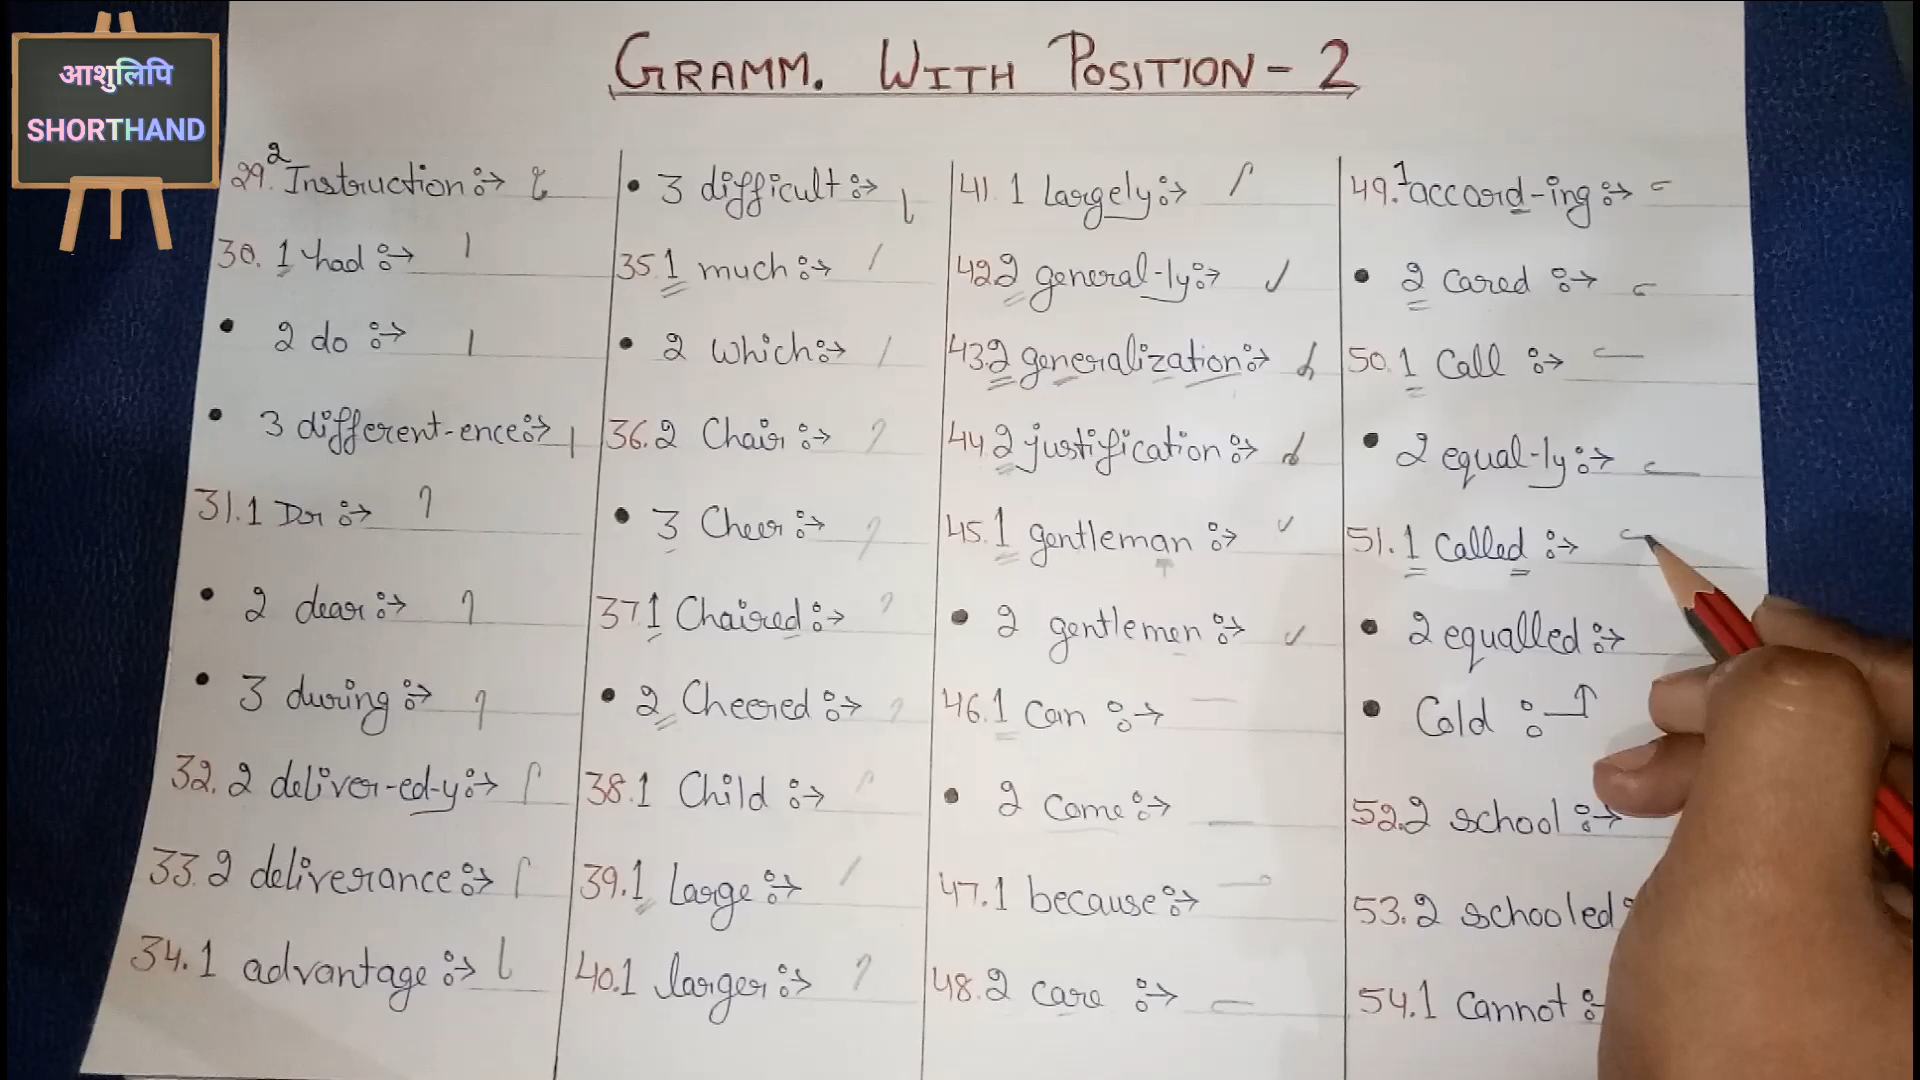 आशुलिपि
SHORTHAND
GRAMM. WITH POSITION - 2
29. 2 Instruction :→
30. 1 had :→
• 2 do :→
• 3 different-ence :→
31. 1 Dr :→
• 2 dear :→
• 3 during :→
32. 2 deliver-ed-y :→
33. 2 deliverance :→
34. 1 advantage :→
• 3 difficult :→
35. 1 much :→
• 2 which :→
36. 2 Chair :→
• 3 Cheer :→
37. 1 Chaired :→
• 2 Cheered :→
38. 1 Child :→
39. 1 Large :→
40. 1 larger :→
41. 1 Largely :→
42. 2 general-ly :→
43. 2 generalization :→
44. 2 justification :→
45. 1 gentleman :→
• 2 gentlemen :→
46. 1 Can :→
• 2 Come :→
47. 1 because :→
48. 2 care :→
49. 1 accord-ing :→
• 2 Cared :→
50. 1 Call :→
• 2 equal-ly :→
51. 1 Called :→
• 2 equalled :→
• Cold :→
52. 2 school :→
53. 2 schooled
54. 1 Cannot :